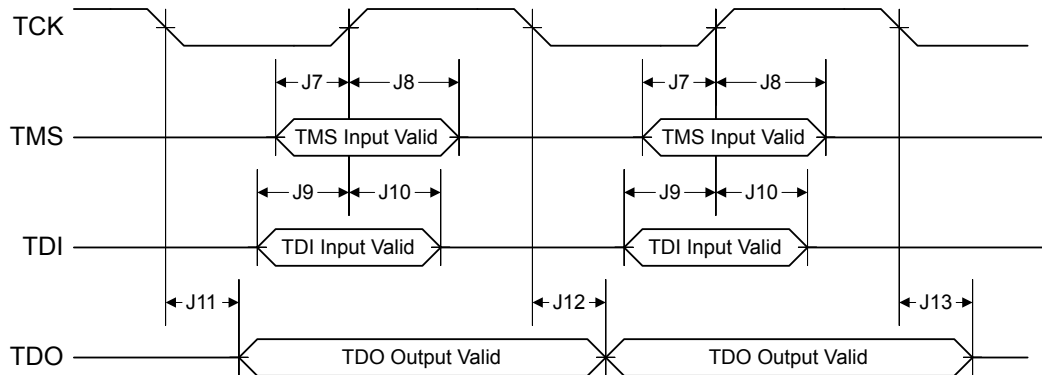 TCK
J7 J8 J7 J8
TMS TMS Input Valid TMS Input Valid
J9 J10 J9 J10
TDI TDI Input Valid TDI Input Valid
J11 J12 J13
TDO TDO Output Valid TDO Output Valid